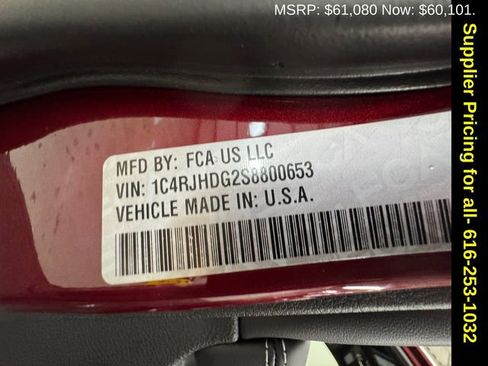 MSRP: $61,080 Now: $60,101.
MFD BY: FCA US LLC
VIN: 1C4RJHDG2S8800653
VEHICLE MADE IN: U.S.A.
Supplier Pricing for all- 616-253-1032